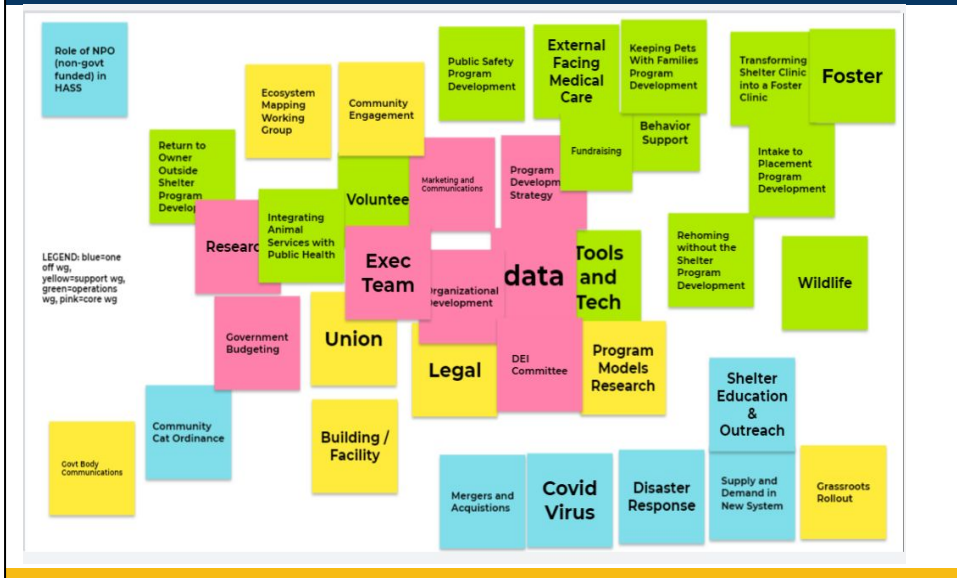 Role of NPO
(non-govt
funded) in
HASS
Ecosystem
Mapping
Working
Group
Community
Engagement
Public Safety
Program
Development
External
Facing
Medical
Care
Keeping Pets
With Families
Program
Development
Transforming
Shelter Clinic
into a Foster
Clinic
Foster
Return to
Owner
Outside
Shelter
Program
Develop
Voluntee
Marketing and
Communications
Program
Developm
Strategy
Fundraising
Behavior
Support
Intake to
Placement
Program
Development
Researc
Integrating
Animal
Services with
Public Health
Exec
Team
Organizational
Development
data
Tools
and
Tech
Rehoming
without the
Shelter
Program
Development
Wildlife
LEGEND: blue=one
off wg,
yellow=support wg,
green=operations
wg, pink=core wg
Government
Budgeting
Union
Legal
DEI
Committee
Program
Models
Research
Shelter
Education
&
Outreach
Community
Cat Ordinance
Building /
Facility
Govt Body
Communications
Mergers and
Acquistions
Covid
Virus
Disaster
Response
Supply and
Demand in
New System
Grassroots
Rollout